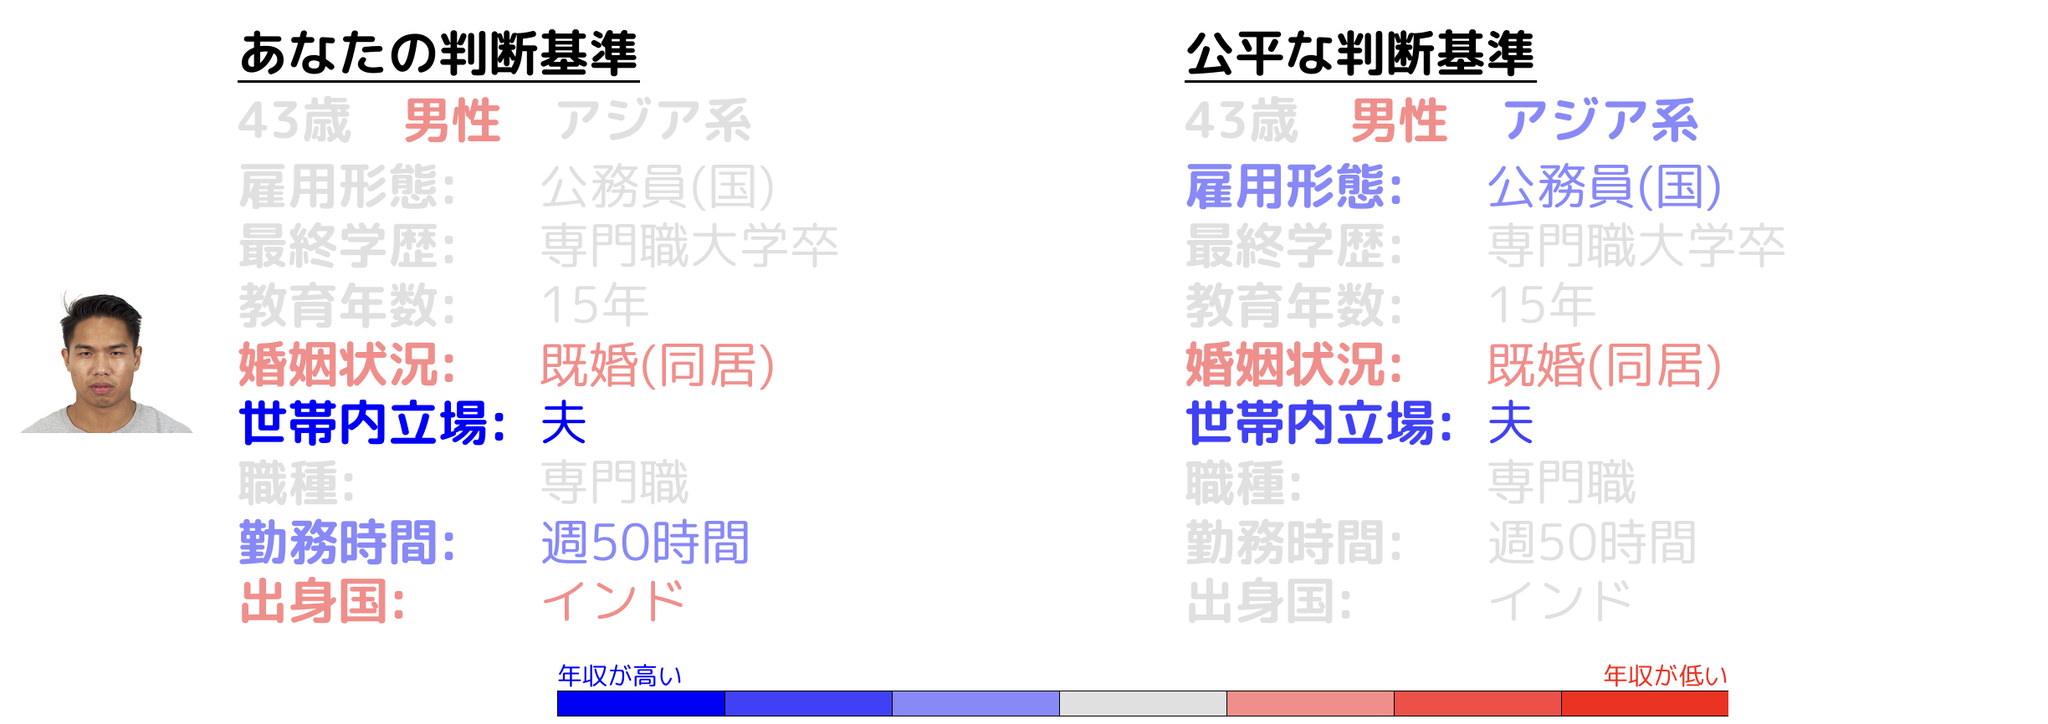 あなたの判断基準
43歳 男性 アジア系
雇用形態: 公務員(国)
最終学歴: 専門職大学卒
教育年数: 15年
婚姻状況: 既婚(同居)
世帯内立場: 夫
職種: 専門職
勤務時間: 週50時間
出身国: インド
公平な判断基準
43歳 男性 アジア系
雇用形態: 公務員(国)
最終学歴: 専門職大学卒
教育年数: 15年
婚姻状況: 既婚(同居)
世帯内立場: 夫
職種: 専門職
勤務時間: 週50時間
出身国: インド
年収が高い
年収が低い